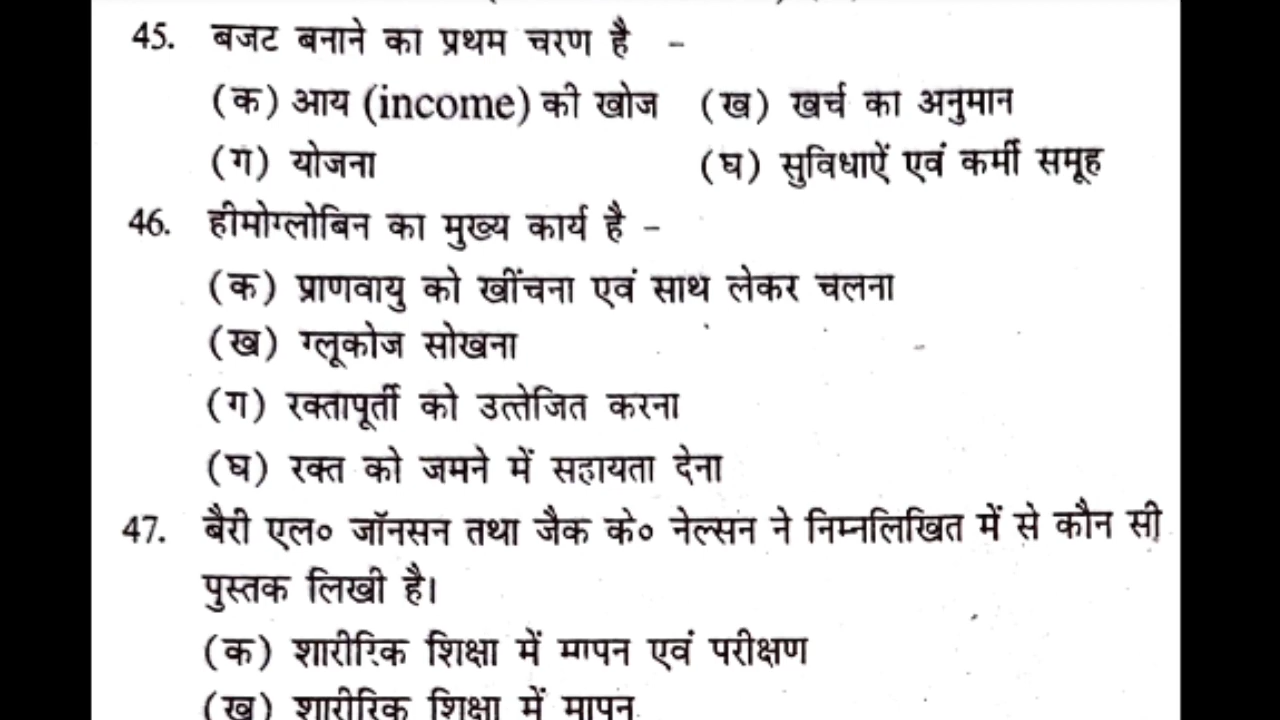 45. बजट बनाने का प्रथम चरण है -
(क) आय (income) की खोज (ख) खर्च का अनुमान
(ग) योजना (घ) सुविधाऐं एवं कर्मी समूह
46. हीमोग्लोबिन का मुख्य कार्य है -
(क) प्राणवायु को खींचना एवं साथ लेकर चलना
(ख) ग्लूकोज सोखना
(ग) रक्तापूर्ती को उत्तेजित करना
(घ) रक्त को जमने में सहायता देना
47. बैरी एल० जॉनसन तथा जैक के० नेल्सन ने निम्नलिखित में से कौन सी
पुस्तक लिखी है।
(क) शारीरिक शिक्षा में मापन एवं परीक्षण
(ख) शारीरिक शिक्षा में मापन